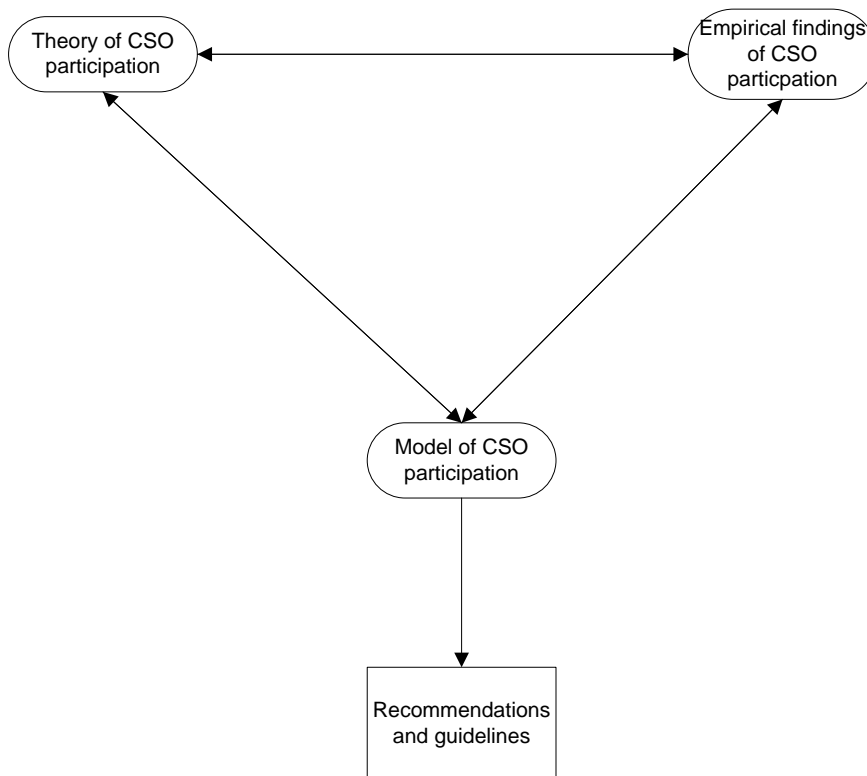 Theory of CSO
participation
Empirical findings
of CSO
particpation
Model of CSO
participation
Recommendations
and guidelines